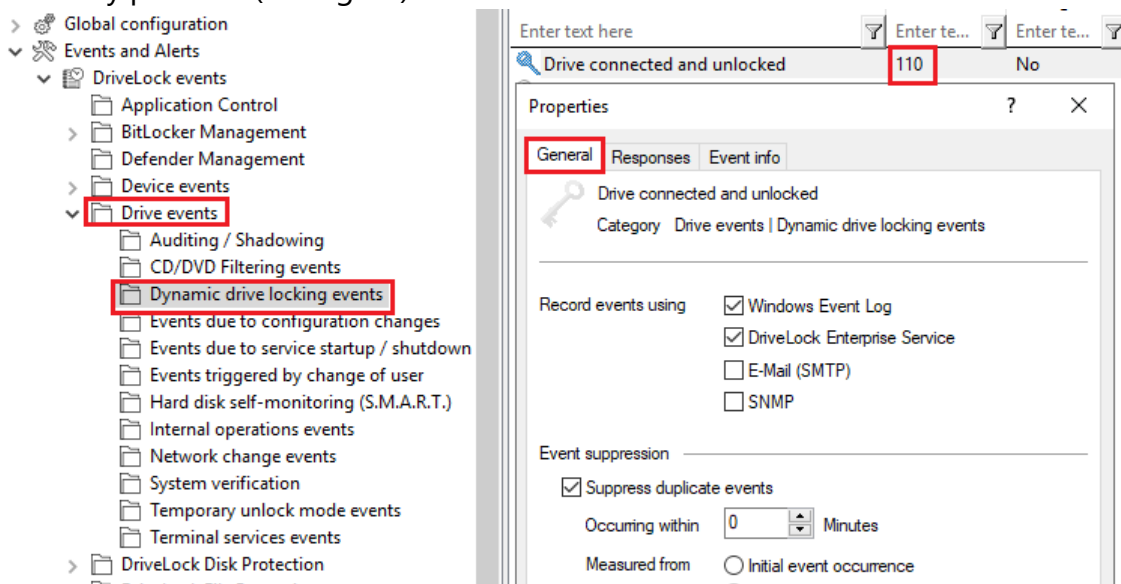 Global configuration
Events and Alerts
DriveLock events
Application Control
BitLocker Management
Defender Management
Device events
Drive events
Auditing / Shadowing
CD/DVD Filtering events
Dynamic drive locking events
Events due to configuration changes
Events due to service startup / shutdown
Events triggered by change of user
Hard disk self-monitoring (S.M.A.R.T.)
Internal operations events
Network change events
System verification
Temporary unlock mode events
Terminal services events
DriveLock Disk Protection
Enter text here Enter te... Enter te...
Drive connected and unlocked 110 No
Properties ? X
General Responses Event info
Drive connected and unlocked
Category Drive events | Dynamic drive locking events
Record events using Windows Event Log
DriveLock Enterprise Service
E-Mail (SMTP)
SNMP
Event suppression
Suppress duplicate events
Occurring within 0 Minutes
Measured from Initial event occurrence